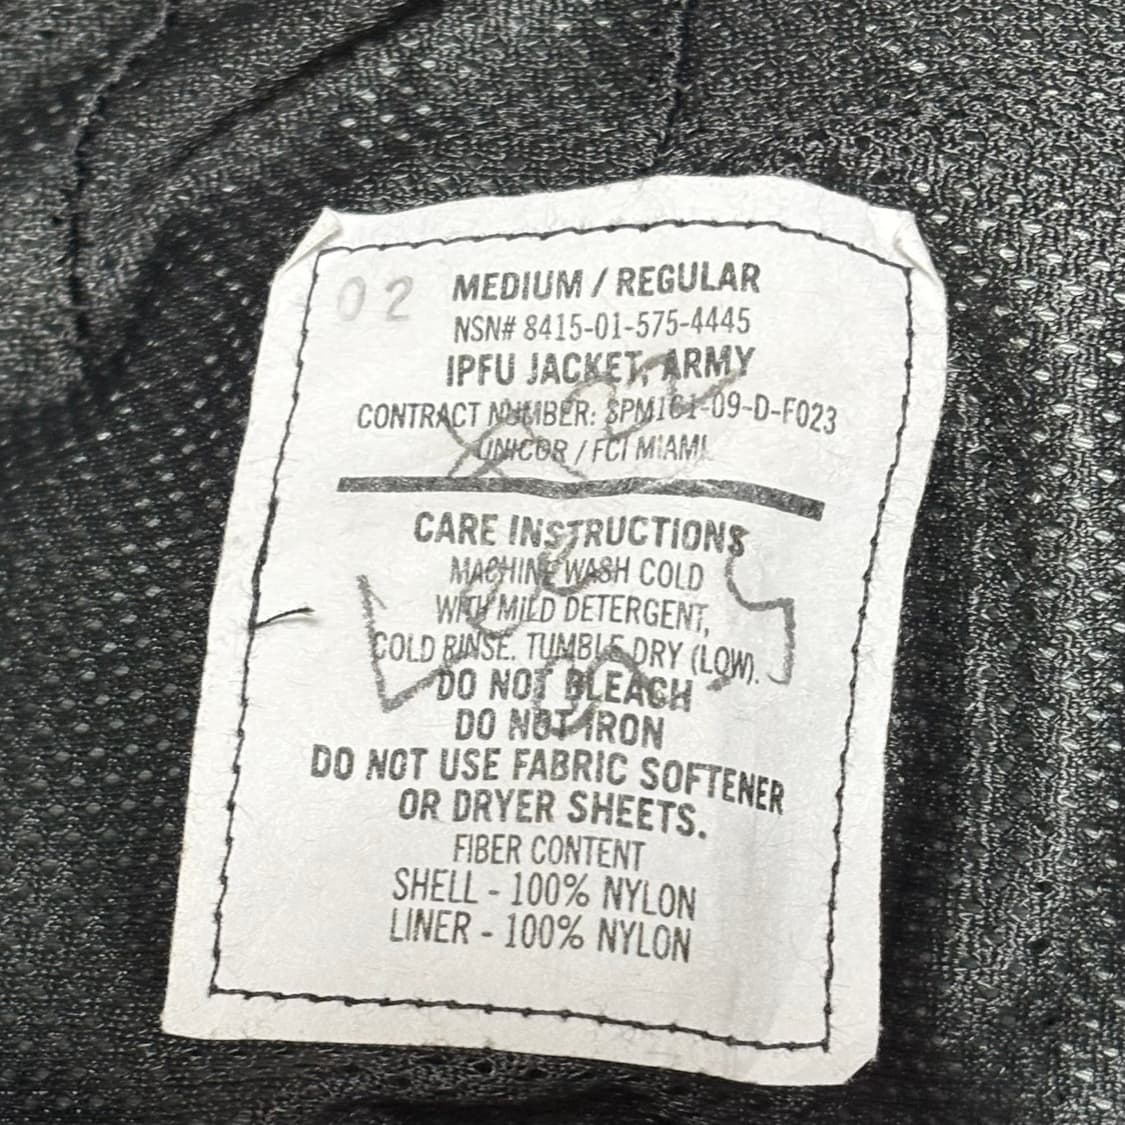 02 MEDIUM / REGULAR
NSN# 8415-01-575-4445
IPFU JACKET, ARMY
CONTRACT NUMBER: SPM1C1-09-D-F023
UNICOR / FCI MIAMI
CARE INSTRUCTIONS
MACHINE WASH COLD
WITH MILD DETERGENT,
COLD RINSE. TUMBLE DRY (LOW).
DO NOT BLEACH
DO NOT IRON
DO NOT USE FABRIC SOFTENER
OR DRYER SHEETS.
FIBER CONTENT
SHELL - 100% NYLON
LINER - 100% NYLON